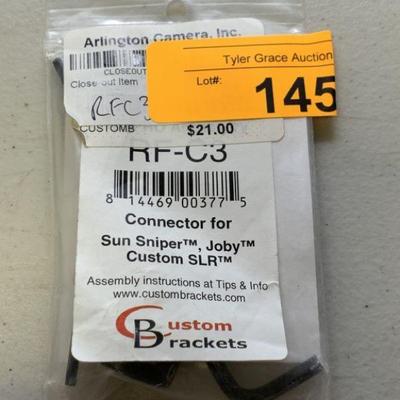 Arlington Camera, Inc.
CLOSEOUT
Close out Item
RFC3
CUSTOMB
$21.00
Tyler Grace Auction
Lot#:
145
RF-C3
8 14469 00377 5
Connector for
Sun Sniper™, Joby™
Custom SLR™
Assembly instructions at Tips & Info
www.custombrackets.com
Custom
Brackets